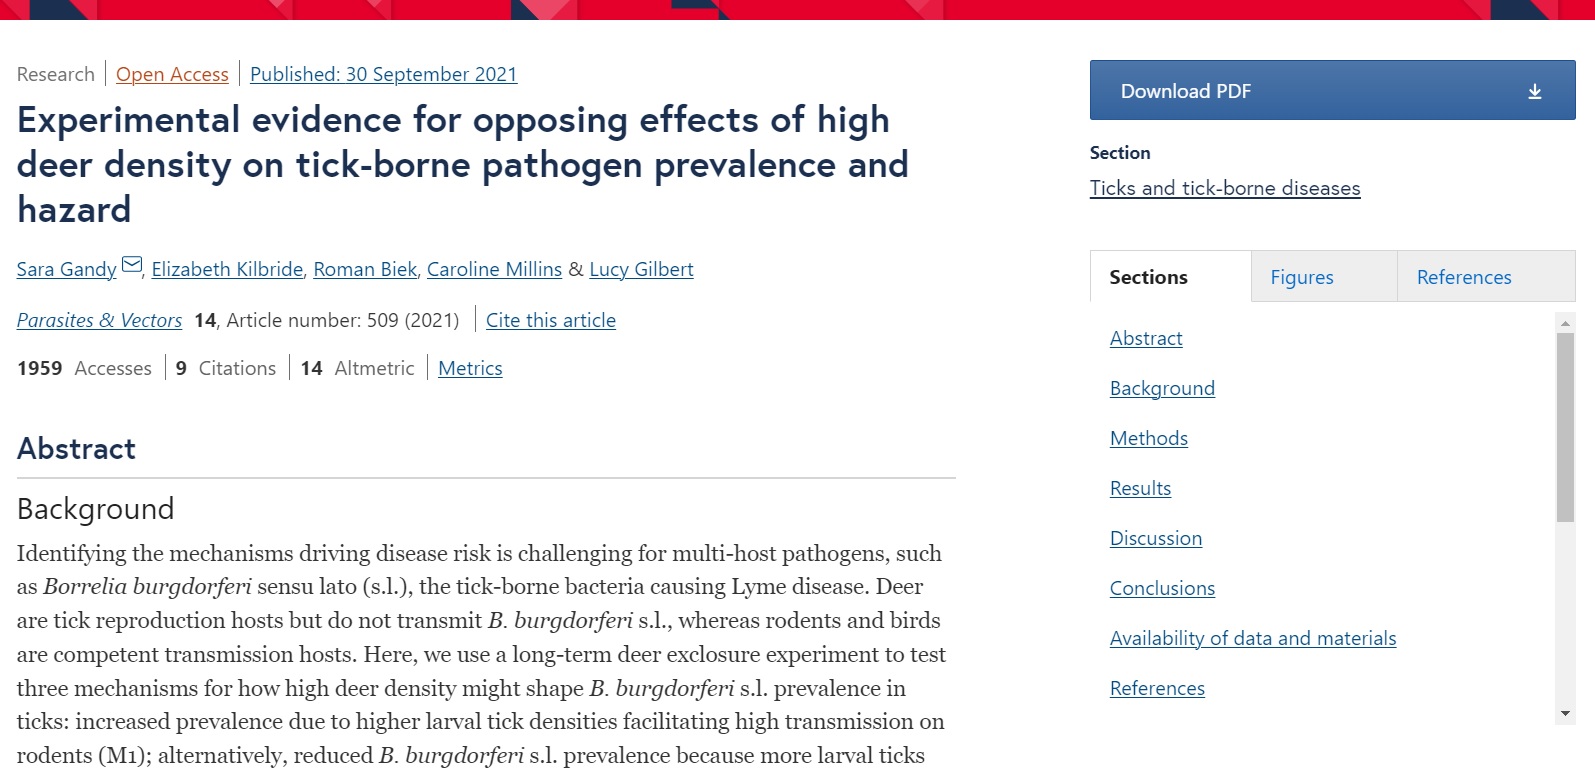 Research Open Access Published: 30 September 2021
Experimental evidence for opposing effects of high
deer density on tick-borne pathogen prevalence and
hazard
Sara Gandy, Elizabeth Kilbride, Roman Biek, Caroline Millins & Lucy Gilbert
Parasites & Vectors 14, Article number: 509 (2021) Cite this article
1959 Accesses 9 Citations 14 Altmetric Metrics
Abstract
Background
Identifying the mechanisms driving disease risk is challenging for multi-host pathogens, such
as Borrelia burgdorferi sensu lato (s.l.), the tick-borne bacteria causing Lyme disease. Deer
are tick reproduction hosts but do not transmit B. burgdorferi s.l., whereas rodents and birds
are competent transmission hosts. Here, we use a long-term deer exclosure experiment to test
three mechanisms for how high deer density might shape B. burgdorferi s.l. prevalence in
ticks: increased prevalence due to higher larval tick densities facilitating high transmission on
rodents (M1); alternatively, reduced B. burgdorferi s.l. prevalence because more larval ticks
Download PDF
Section
Ticks and tick-borne diseases
Sections Figures References
Abstract
Background
Methods
Results
Discussion
Conclusions
Availability of data and materials
References